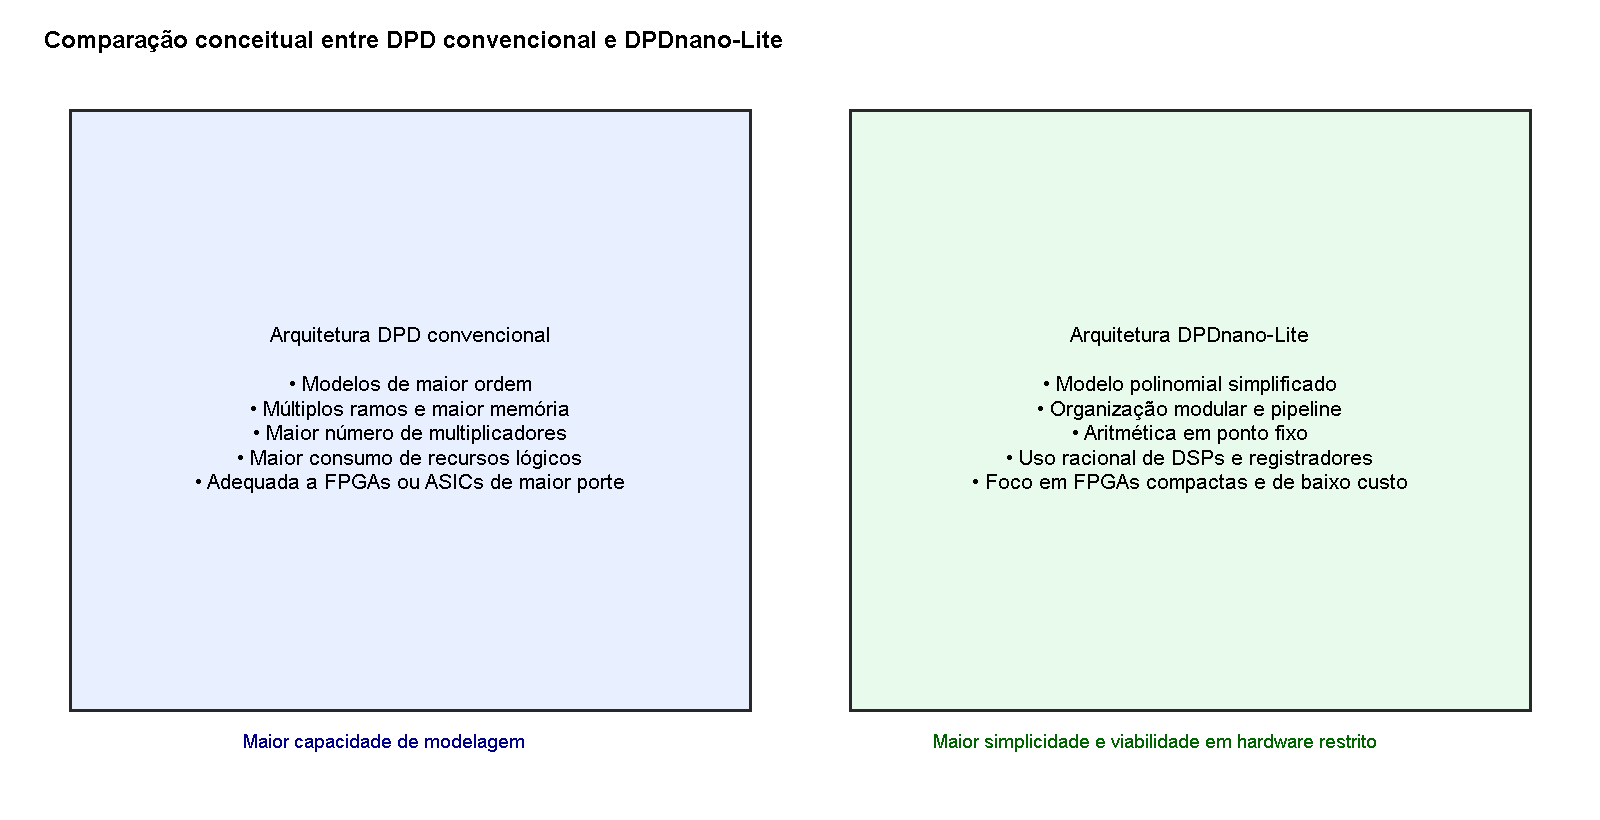 Comparação conceitual entre DPD convencional e DPDnano-Lite
Arquitetura DPD convencional
• Modelos de maior ordem
• Múltiplos ramos e maior memória
• Maior número de multiplicadores
• Maior consumo de recursos lógicos
• Adequada a FPGAs ou ASICs de maior porte
Maior capacidade de modelagem
Arquitetura DPDnano-Lite
• Modelo polinomial simplificado
• Organização modular e pipeline
• Aritmética em ponto fixo
• Uso racional de DSPs e registradores
• Foco em FPGAs compactas e de baixo custo
Maior simplicidade e viabilidade em hardware restrito